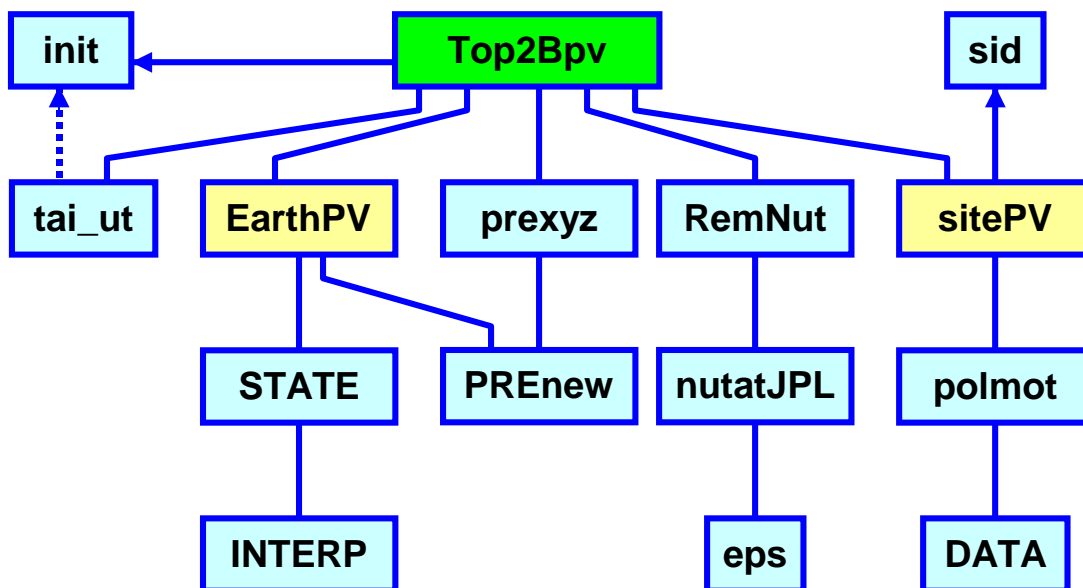 init
Top2Bpv
sid
tai_ut
EarthPV
prexyz
RemNut
sitePV
STATE
PREnew
nutatJPL
polmot
INTERP
eps
DATA